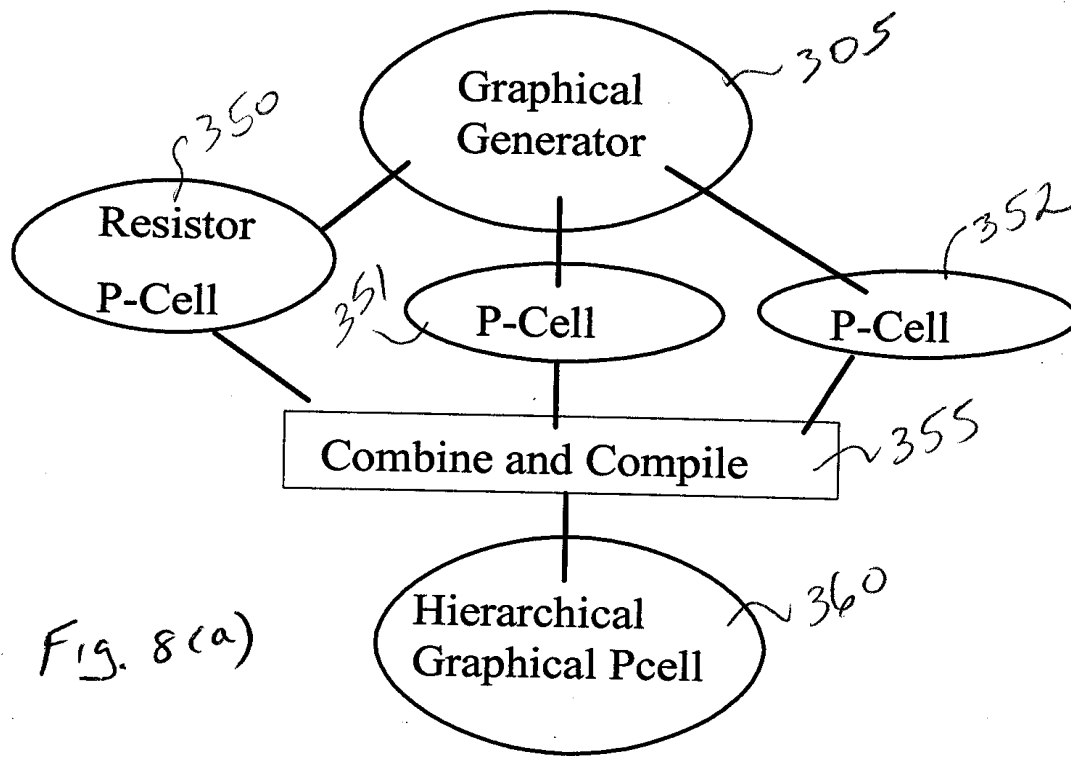 Graphical
Generator
305
350
Resistor
P-Cell
351
P-Cell
352
P-Cell
Combine and Compile
355
Hierarchical
Graphical Pcell
360
Fig. 8(a)